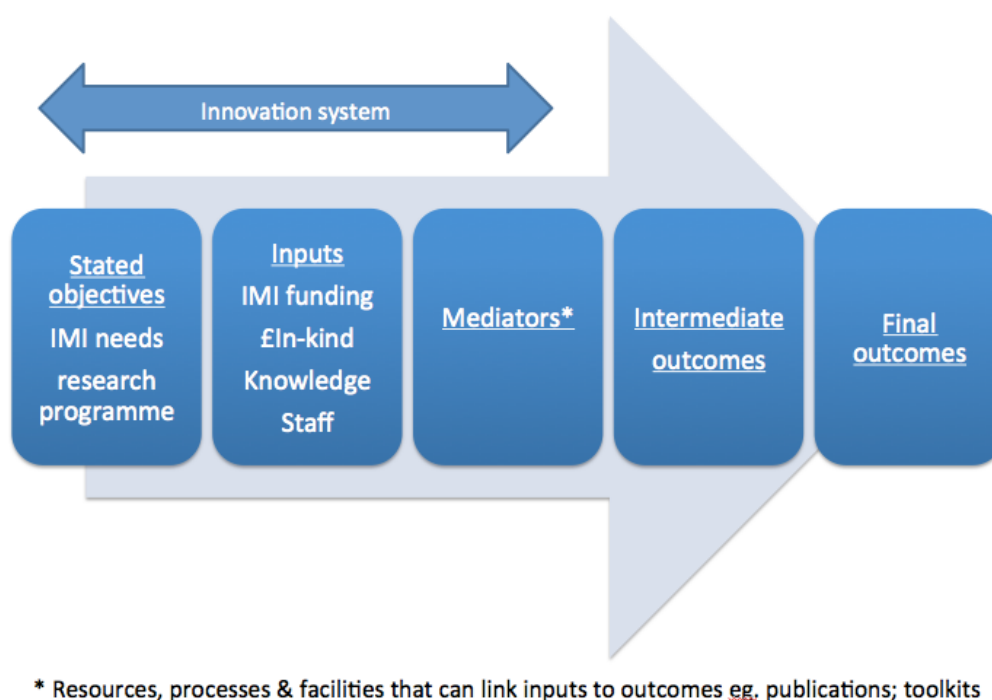 Innovation system
Stated
objectives
IMI needs
research
programme
Inputs
IMI funding
£In-kind
Knowledge
Staff
Mediators*
Intermediate
outcomes
Final
outcomes
* Resources, processes & facilities that can link inputs to outcomes eg. publications; toolkits